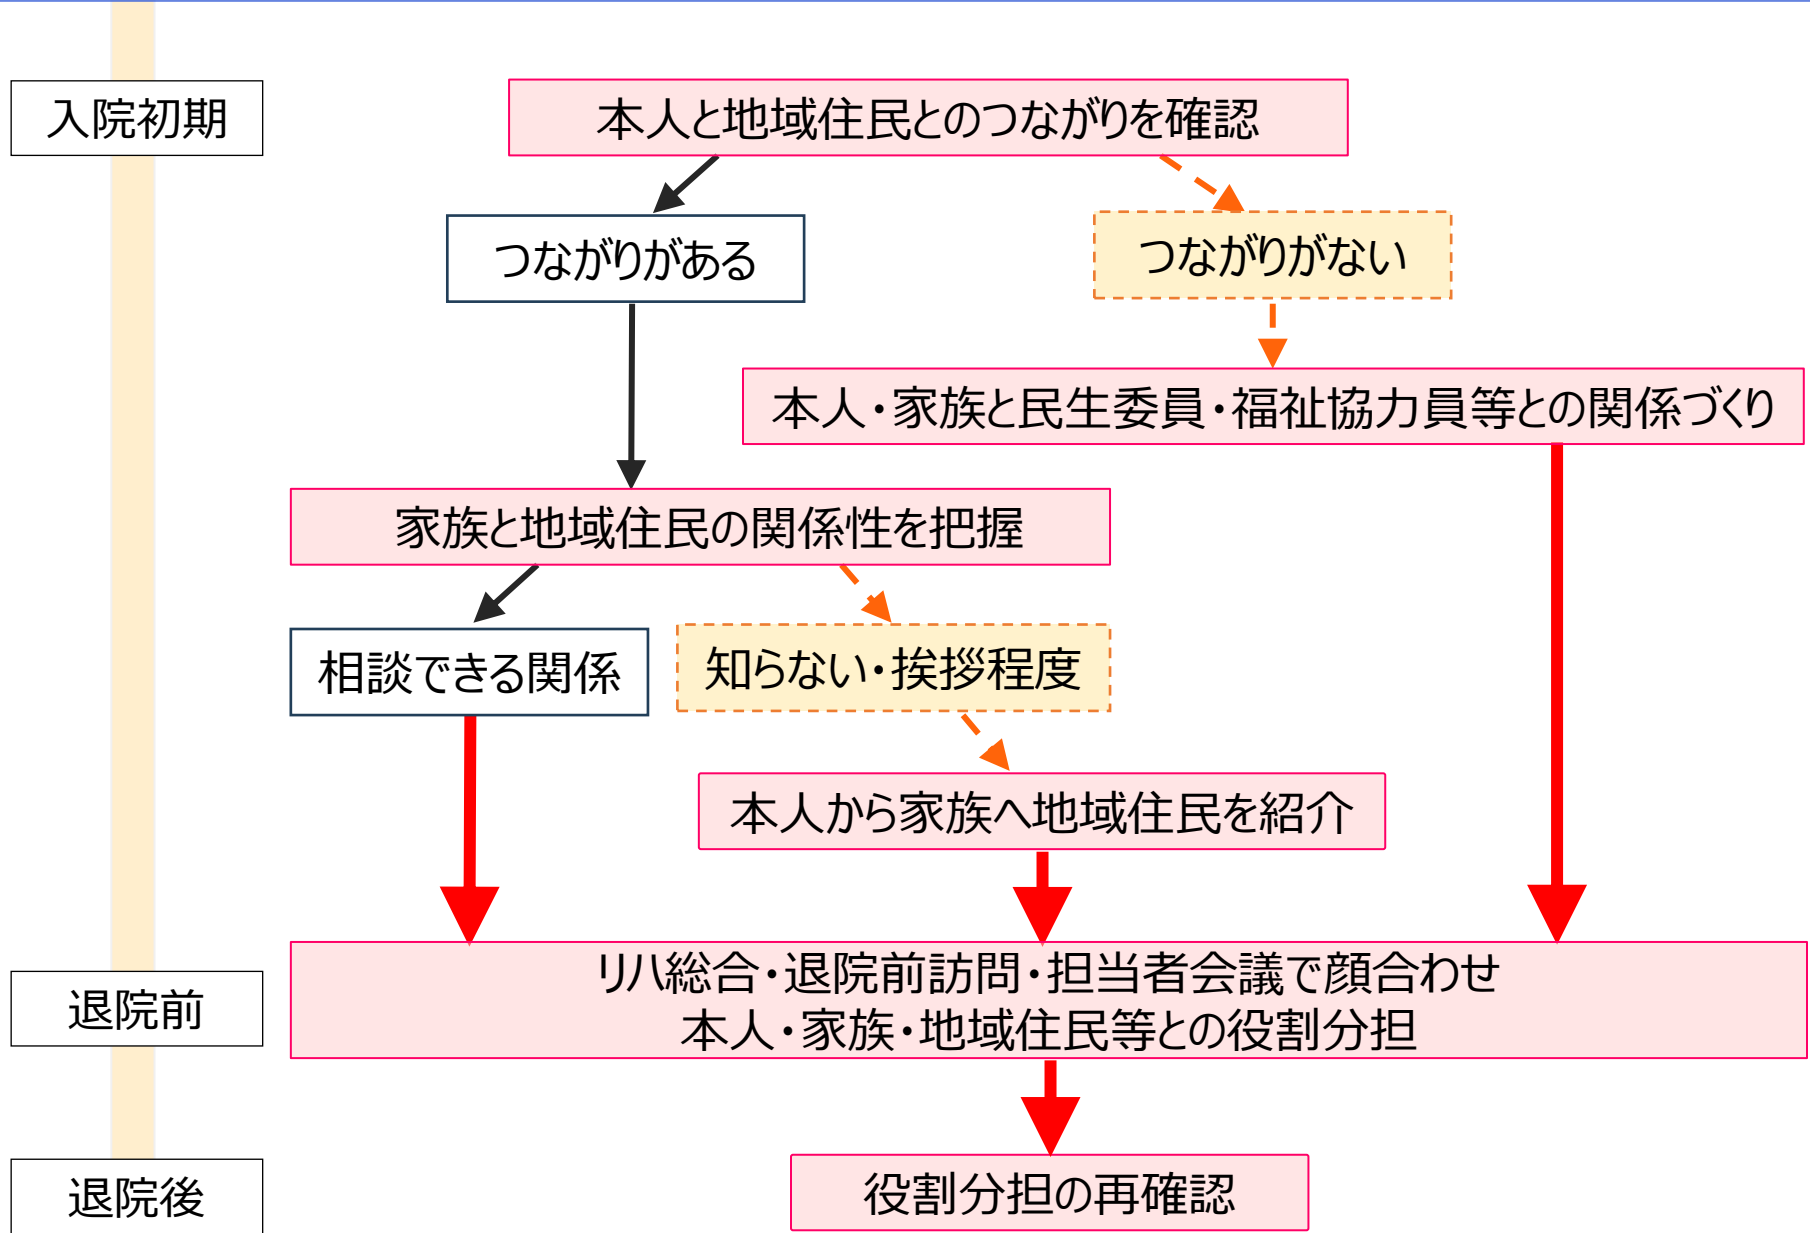 入院初期
本人と地域住民とのつながりを確認
つながりがある
つながりがない
本人・家族と民生委員・福祉協力員等との関係づくり
家族と地域住民の関係性を把握
相談できる関係
知らない・挨拶程度
本人から家族へ地域住民を紹介
退院前
リハ総合・退院前訪問・担当者会議で顔合わせ
本人・家族・地域住民等との役割分担
退院後
役割分担の再確認